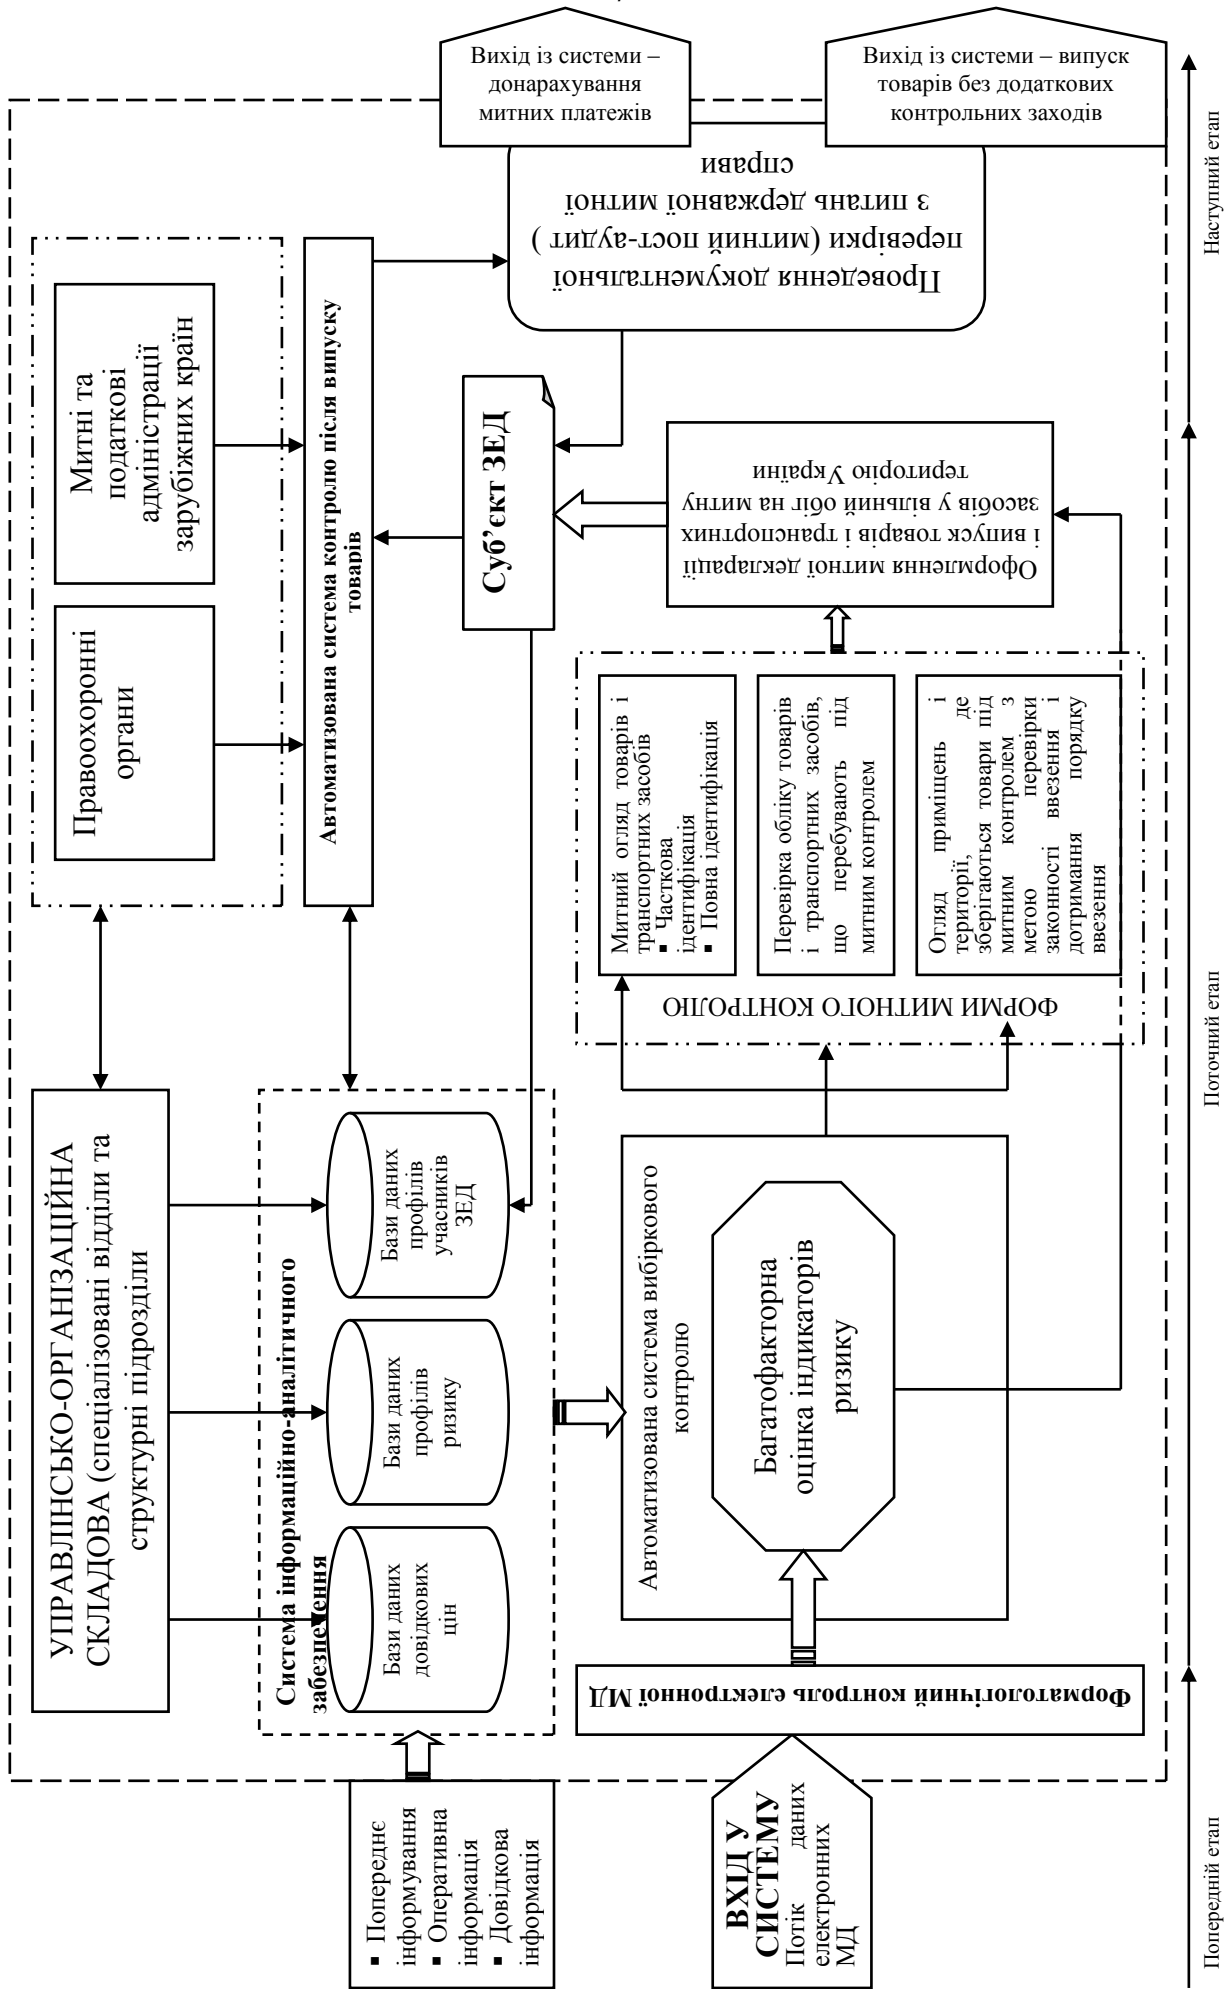 УПРАВЛІНСЬКО-ОРГАНІЗАЦІЙНА
СКЛАДОВА (спеціалізовані відділи та
структурні підрозділи
Правоохоронні
органи
Митні та
податкові
адміністрації
зарубіжних країн
▪ Попереднє
інформування
▪ Оперативна
інформація
▪ Довідкова
інформація
Система інформаційно-аналітичного
забезпечення
Бази даних
довідкових
цін
Бази даних
профілів
ризику
Бази даних
профілів
учасників
ЗЕД
Автоматизована система контролю після випуску
товарів
Суб’єкт ЗЕД
Проведення документальної
перевірки (митний пост-аудит )
з питань державної митної
справи
Вихід із системи –
донарахування
митних платежів
Вихід із системи – випуск
товарів без додаткових
контрольних заходів
ВХІД У
СИСТЕМУ
Потік даних
електронних
МД
Форматологічний контроль електронної МД
Автоматизована система вибіркового
контролю
Багатофакторна
оцінка індикаторів
ризику
ФОРМИ МИТНОГО КОНТРОЛЮ
Митний огляд товарів і
транспортних засобів
▪ Часткова
ідентифікація
▪ Повна ідентифікація
Перевірка обліку товарів
і транспортних засобів,
що перебувають під
митним контролем
Огляд приміщень і
території, де
зберігаються товари під
митним контролем з
метою перевірки
законності ввезення і
дотримання порядку
ввезення
Оформлення митної декларації
і випуск товарів і транспортних
засобів у вільний обіг на митну
територію України
Попередній етап
Поточний етап
Наступний етап